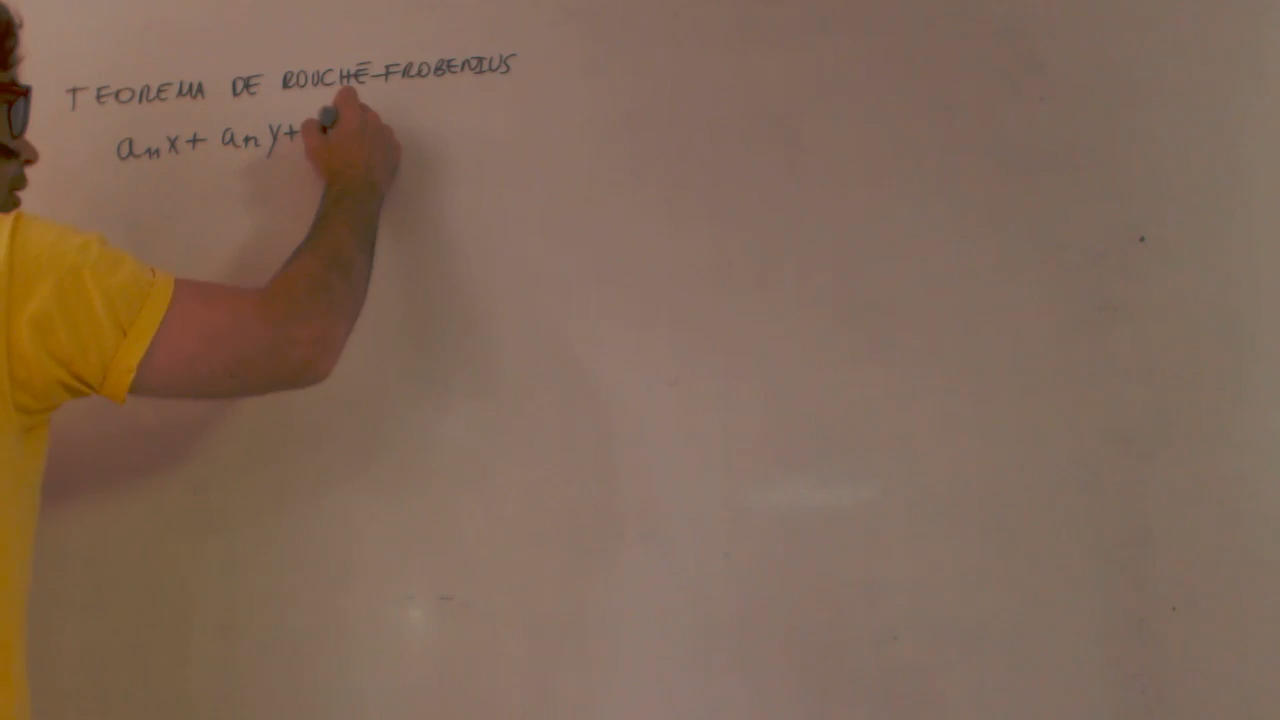 TEOREMA DE ROUCHÉ-FROBENIUS
a₁₁x+ a₁₂y+